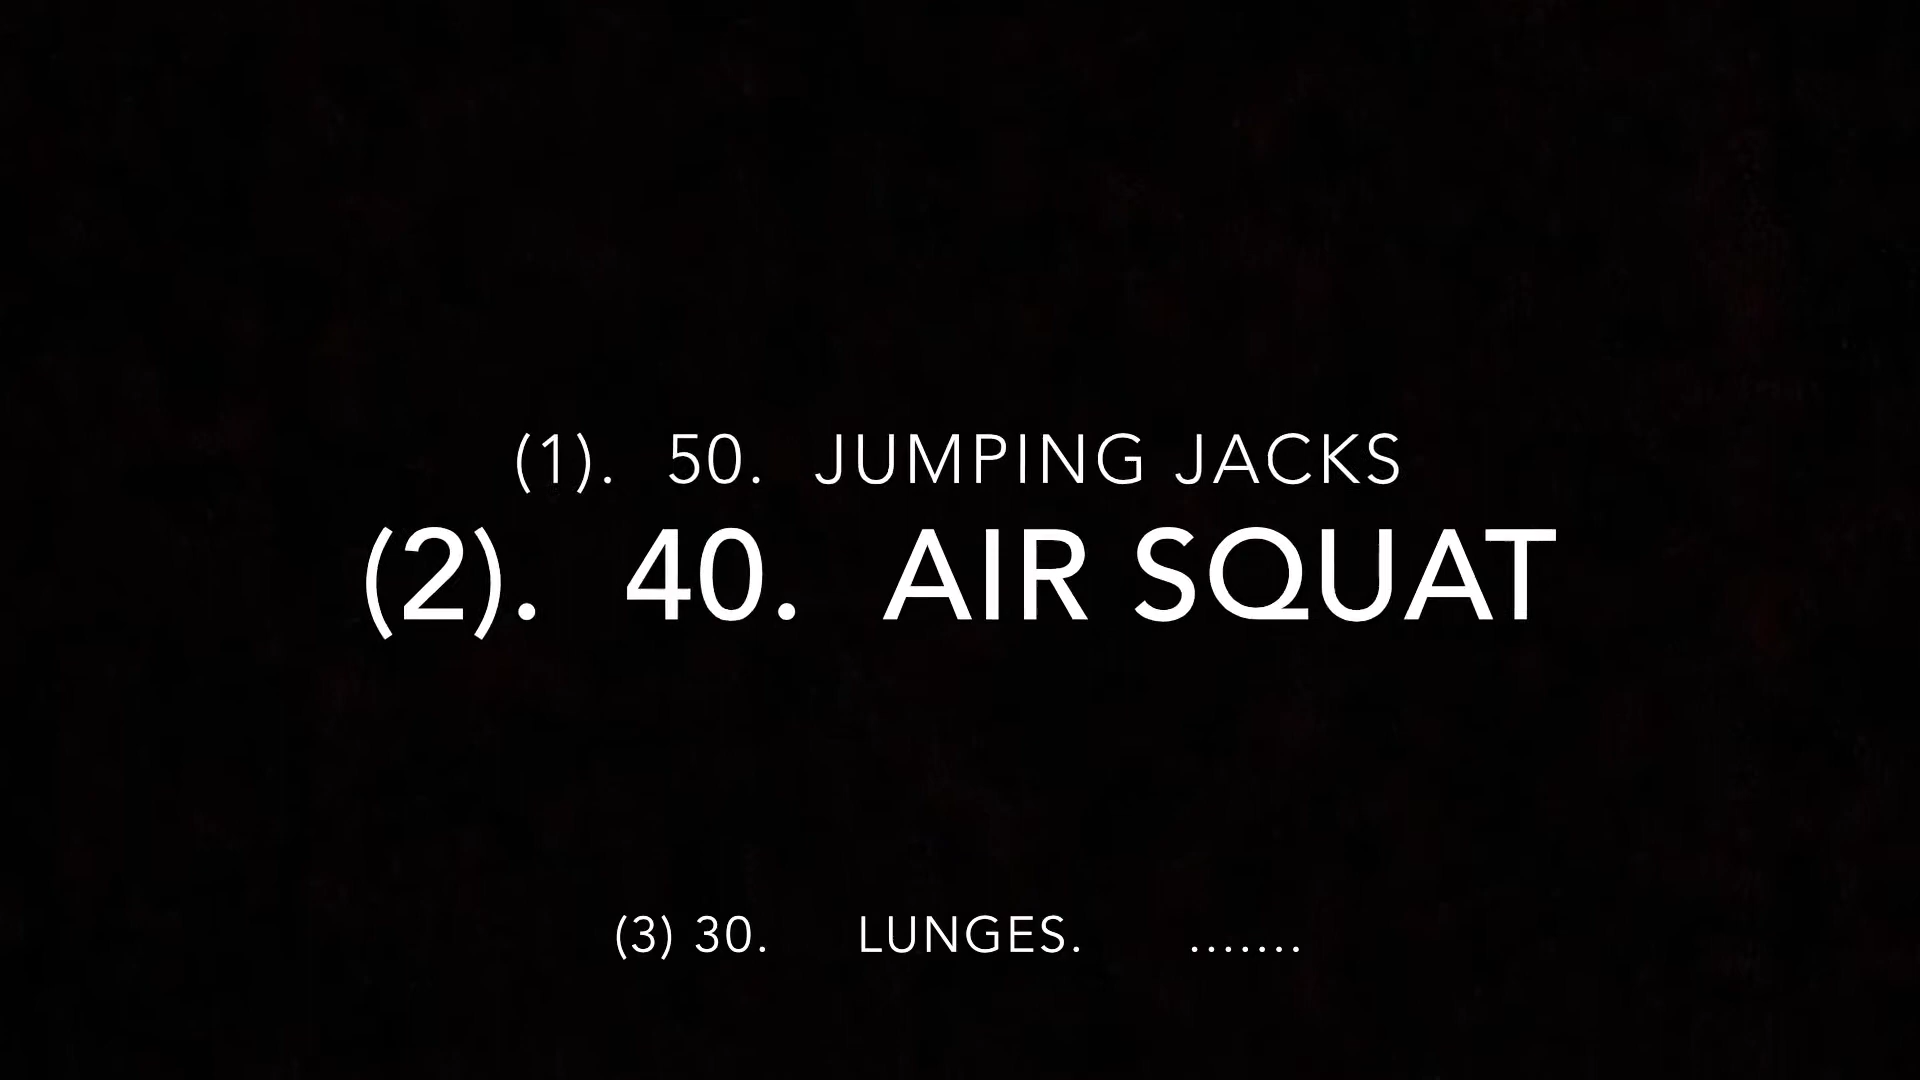 (1). 50. JUMPING JACKS
(2). 40. AIR SQUAT
(3) 30. LUNGES. .......